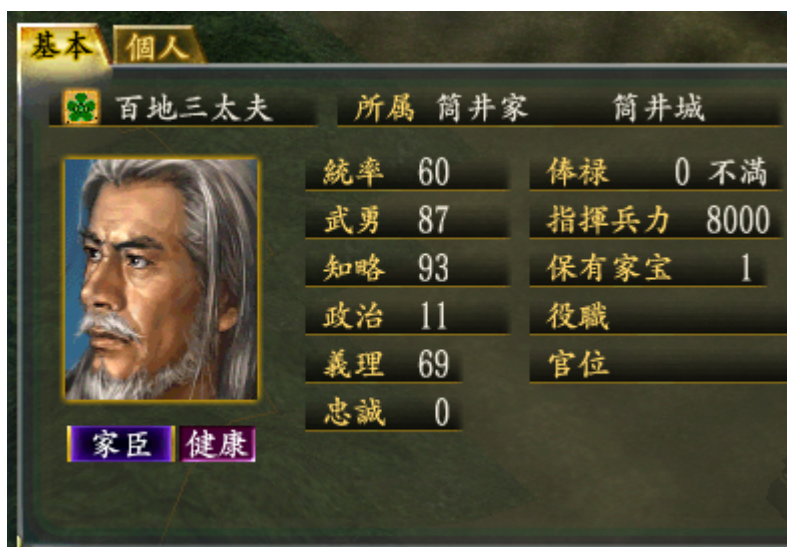 基本 個人
百地三太夫 所属 筒井家 筒井城
統率 60 俸禄 0 不満
武勇 87 指揮兵力 8000
知略 93 保有家宝 1
政治 11 役職
義理 69 官位
忠誠 0
家臣 健康